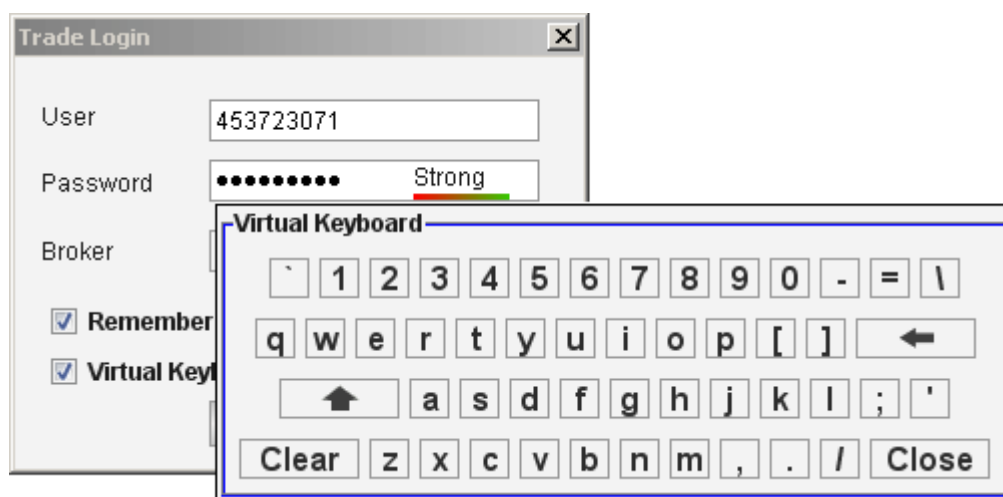 Trade Login
User 453723071
Password ●●●●●●●●● Strong
Broker
Remember
Virtual Key
Virtual Keyboard
` 1 2 3 4 5 6 7 8 9 0 - = \
q w e r t y u i o p [ ] ←
↑ a s d f g h j k l ; '
Clear z x c v b n m , . / Close